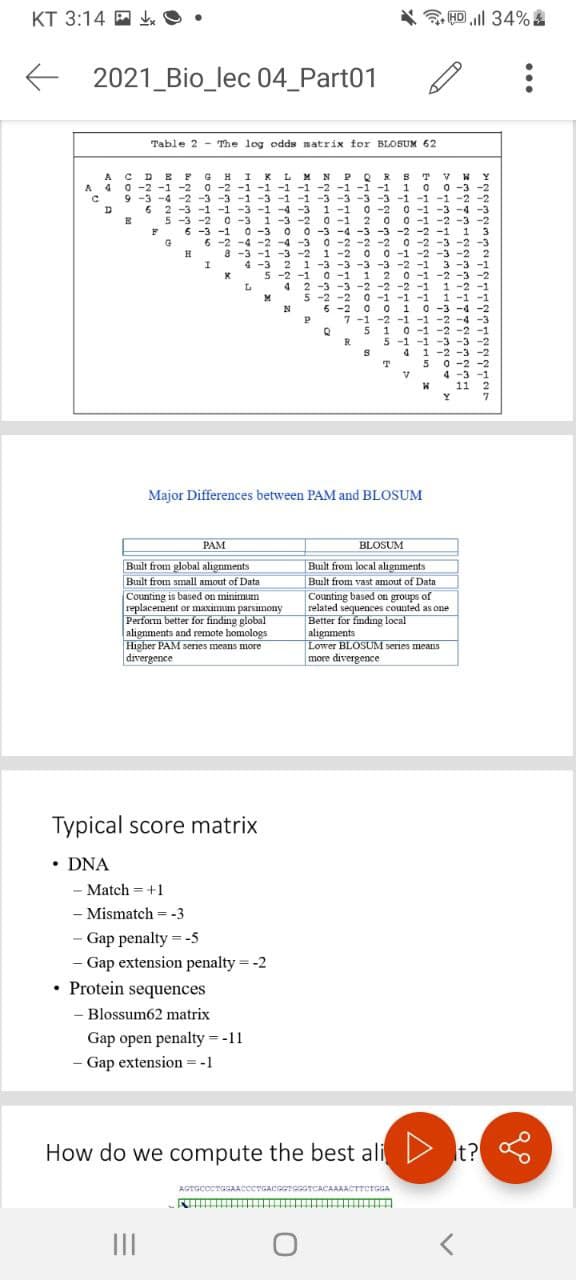 KT 3:14
HD 34%
2021_Bio_lec 04_Part01
Table 2 - The log odds matrix for BLOSUM 62
A C D E F G H I K L M N P Q R S T V W Y
A 4 0 -2 -1 -2 0 -2 -1 -1 -1 -1 -2 -1 -1 -1 1 0 0 -3 -2
C 9 -3 -4 -2 -3 -3 -1 -3 -1 -1 -3 -3 -3 -3 -1 -1 -1 -2 -2
D 6 2 -3 -1 -1 -3 -1 -4 -3 1 -1 0 -2 0 -1 -3 -4 -3
E 5 -3 -2 0 -3 1 -3 -2 0 -1 2 0 0 -1 -2 -3 -2
F 6 -3 -1 0 -3 0 0 -3 -4 -3 -3 -2 -2 -1 1 3
G 6 -2 -4 -2 -4 -3 0 -2 -2 -2 0 -2 -3 -2 -3
H 8 -3 -1 -3 -2 1 -2 0 0 -1 -2 -3 -2 2
I 4 -3 2 1 -3 -3 -3 -3 -2 -1 3 -3 -1
K 5 -2 -1 0 -1 1 2 0 -1 -2 -3 -2
L 4 2 -3 -3 -2 -2 -2 -1 1 -2 -1
M 5 -2 -2 0 -1 -1 -1 1 -1 -1
N 6 -2 0 0 1 0 -3 -4 -2
P 7 -1 -2 -1 -1 -2 -4 -3
Q 5 1 0 -1 -2 -2 -1
R 5 -1 -1 -3 -3 -2
S 4 1 -2 -3 -2
T 5 0 -2 -2
V 4 -3 -1
W 11 2
Y 7
Major Differences between PAM and BLOSUM
PAM BLOSUM
Built from global alignments Built from local alignments
Built from small amout of Data Built from vast amout of Data
Counting is based on minimum Counting based on groups of
replacement or maximum parsimony related sequences counted as one
Perform better for finding global Better for finding local
alignments and remote homologs alignments
Higher PAM series means more Lower BLOSUM series means
divergence more divergence
Typical score matrix
• DNA
– Match = +1
– Mismatch = -3
– Gap penalty = -5
– Gap extension penalty = -2
• Protein sequences
– Blossum62 matrix
Gap open penalty = -11
– Gap extension = -1
How do we compute the best ali t?